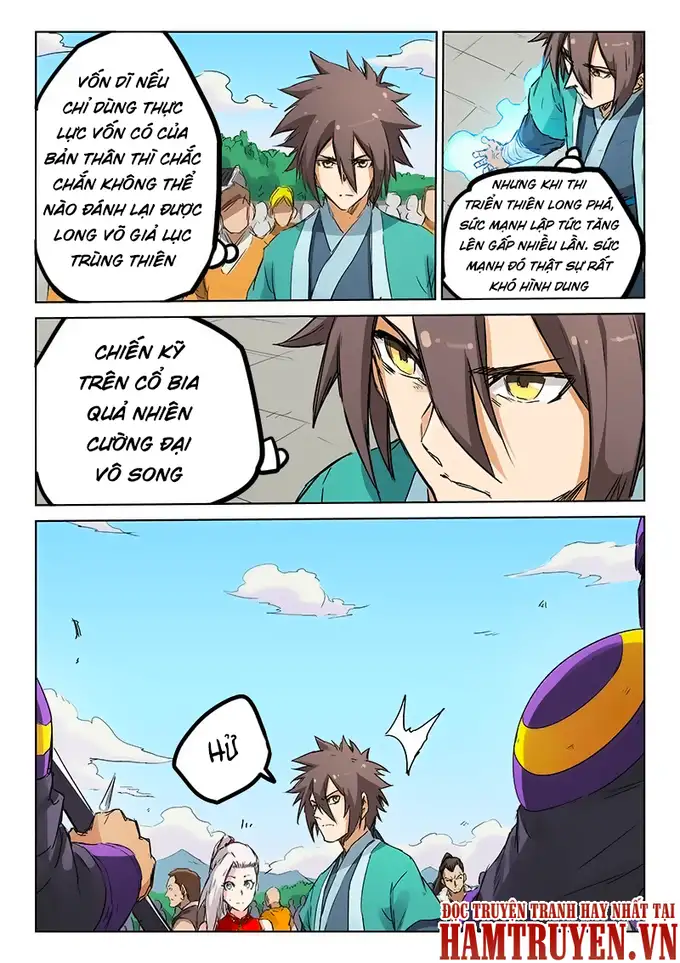 VỐN DĨ NẾU
CHỈ DÙNG THỰC
LỰC VỐN CÓ CỦA
BẢN THÂN THÌ CHẮC
CHẮN KHÔNG THỂ
NÀO ĐÁNH LẠI ĐƯỢC
LONG VÕ GIẢ LỤC
TRÙNG THIÊN
NHƯNG KHI THI
TRIỂN THIÊN LONG PHÁ,
SỨC MẠNH LẬP TỨC TĂNG
LÊN GẤP NHIỀU LẦN. SỨC
MẠNH ĐÓ THẬT SỰ RẤT
KHÓ HÌNH DUNG
CHIẾN KỸ
TRÊN CỔ BIA
QUẢ NHIÊN
CƯỜNG ĐẠI
VÔ SONG
HỬ
ĐỌC TRUYỆN TRANH HAY NHẤT TẠI
HAMTRUYEN.VN